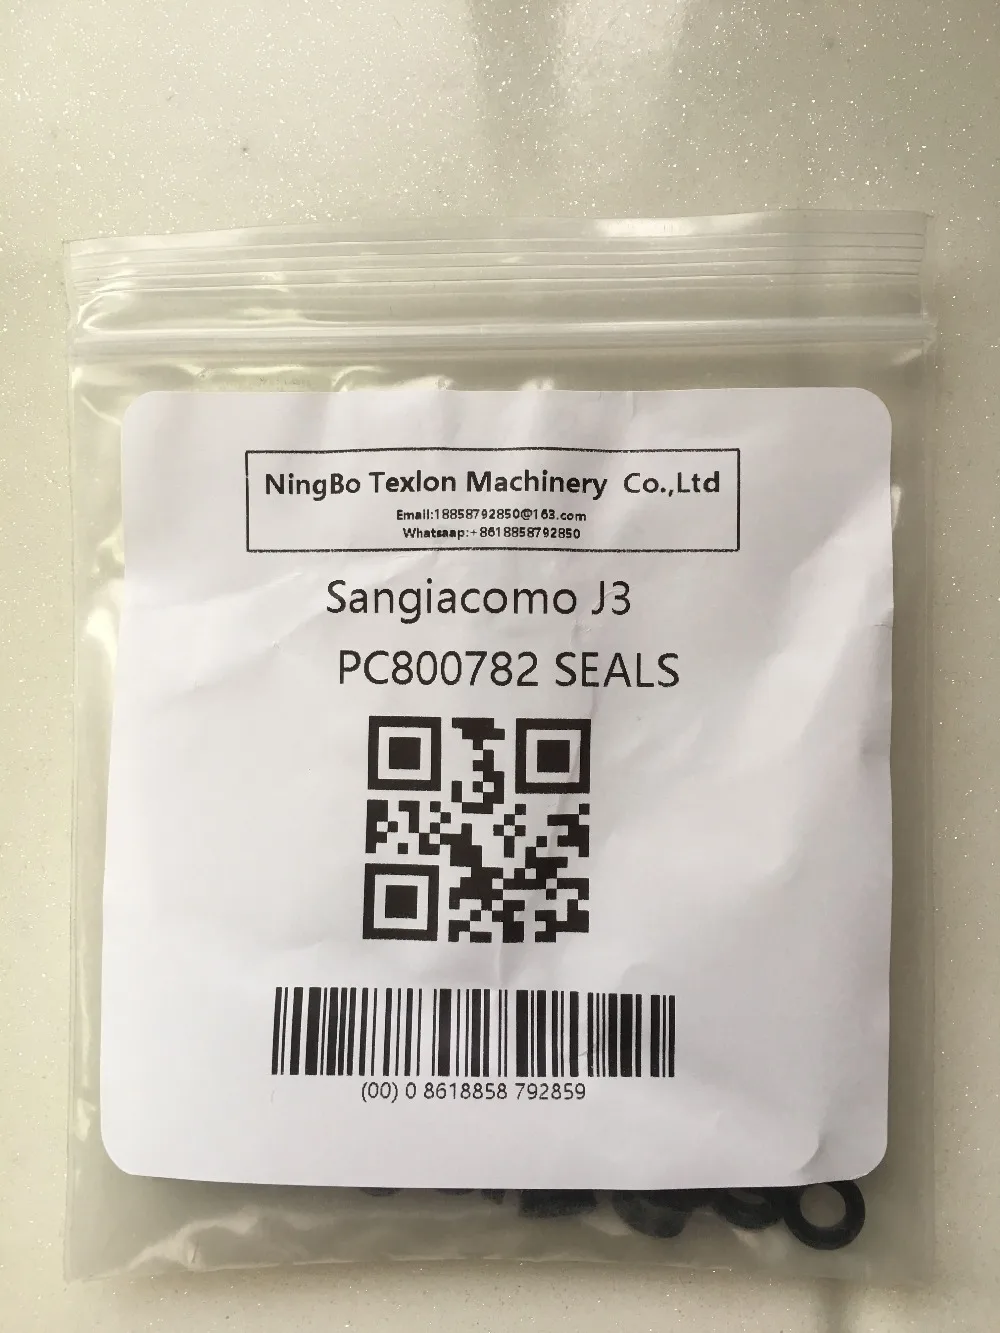 NingBo Texlon Machinery Co.,Ltd
Email:18858792850@163.com
Whatsaap:+8618858792850
Sangiacomo J3
PC800782 SEALS
(00) 0 8618858 792859